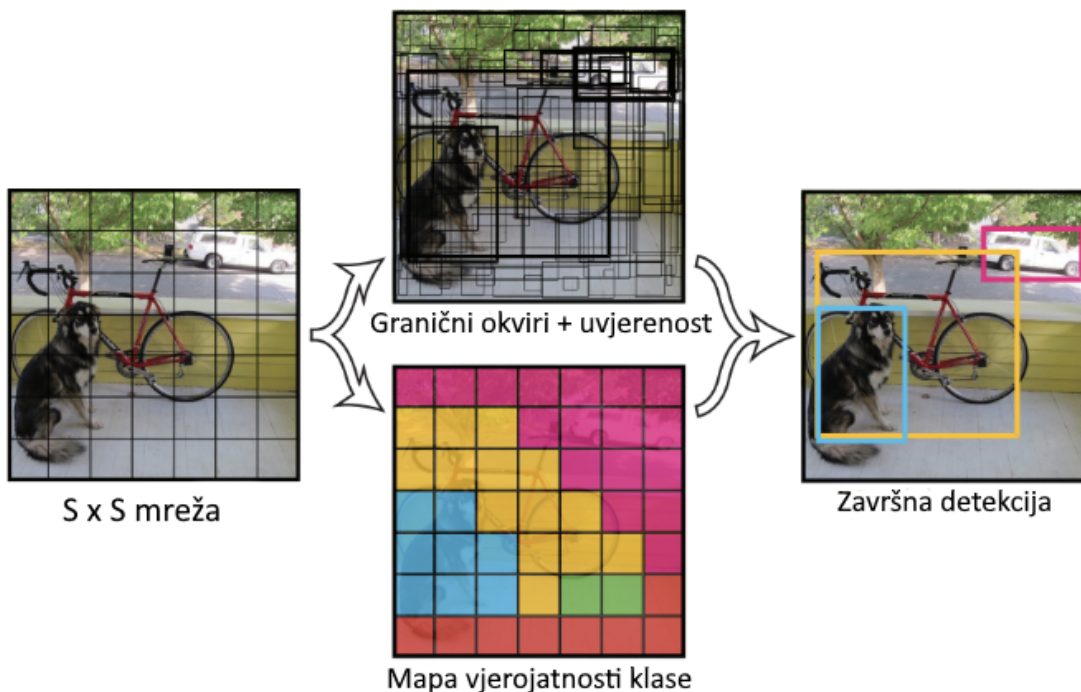 Granični okviri + uvjerenost
S x S mreža
Završna detekcija
Mapa vjerojatnosti klase